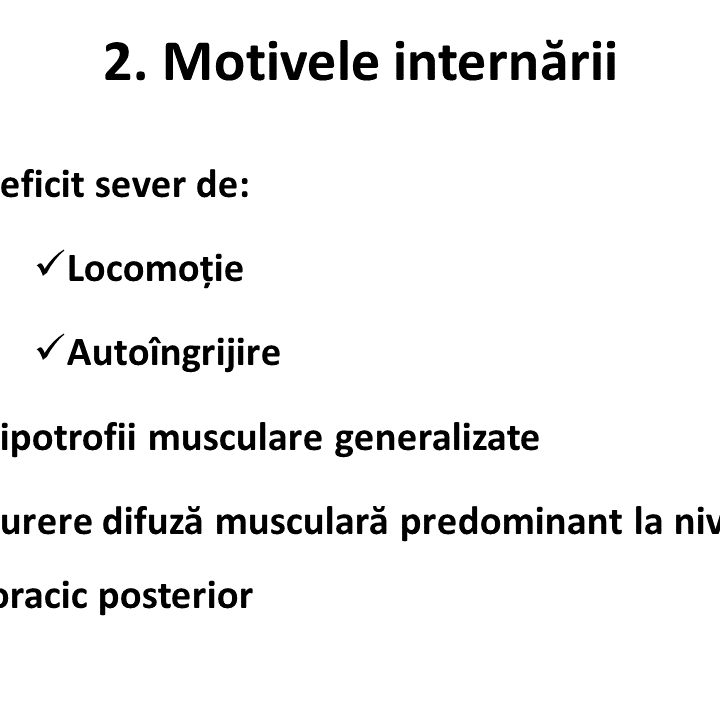 2. Motivele internării
eficit sever de:
✓Locomoție
✓Autoîngrijire
ipotrofii musculare generalizate
urere difuză musculară predominant la niv
oracic posterior